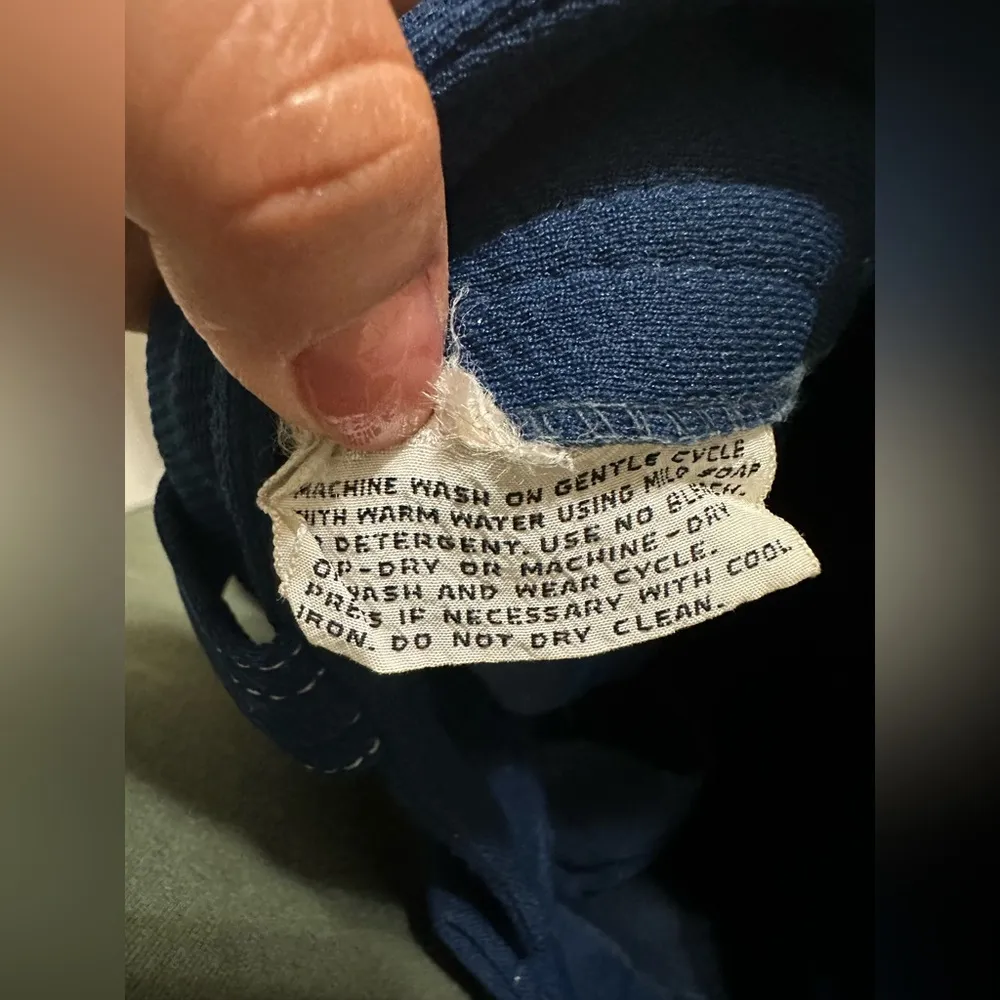 MACHINE WASH ON GENTLE CYCLE
WITH WARM WATER USING MILD SOAP
DETERGENT. USE NO BLEACH.
OP-DRY OR MACHINE-DRY
WASH AND WEAR CYCLE.
PRESS IF NECESSARY WITH COOL
IRON. DO NOT DRY CLEAN.